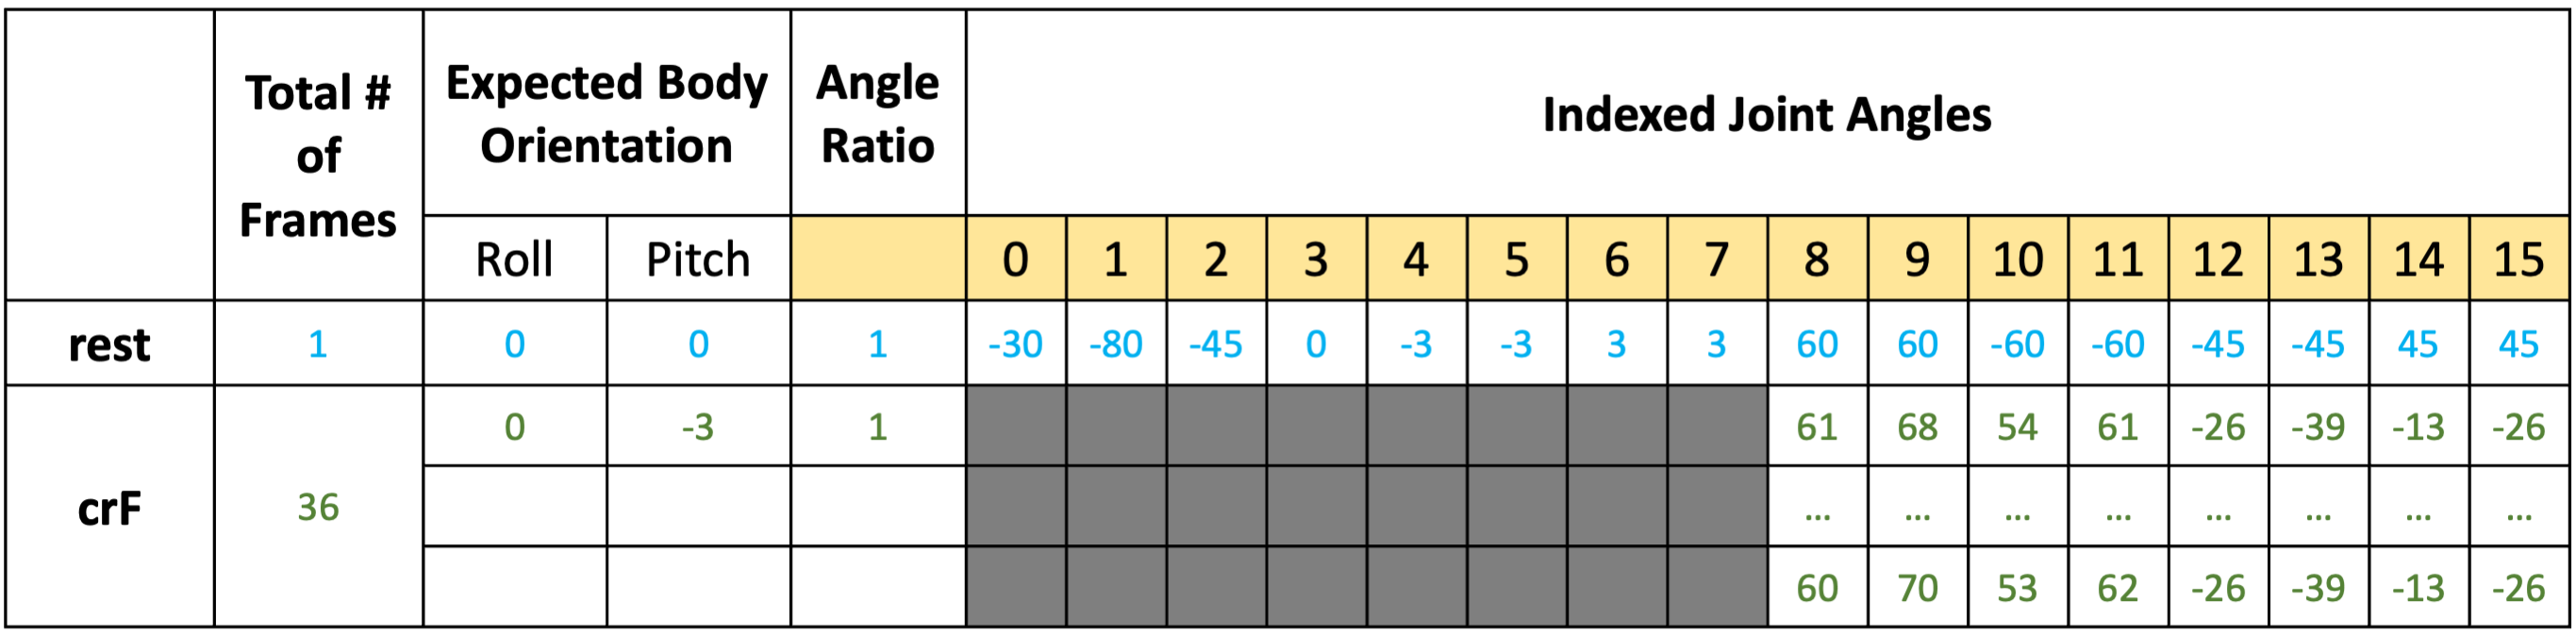 Total # of Frames
Expected Body Orientation
Angle Ratio
Indexed Joint Angles
Roll Pitch 0 1 2 3 4 5 6 7 8 9 10 11 12 13 14 15
rest 1 0 0 1 -30 -80 -45 0 -3 -3 3 3 60 60 -60 -60 -45 -45 45 45
crF 36 0 -3 1 61 68 54 61 -26 -39 -13 -26
... ... ... ... ... ... ... ...
60 70 53 62 -26 -39 -13 -26